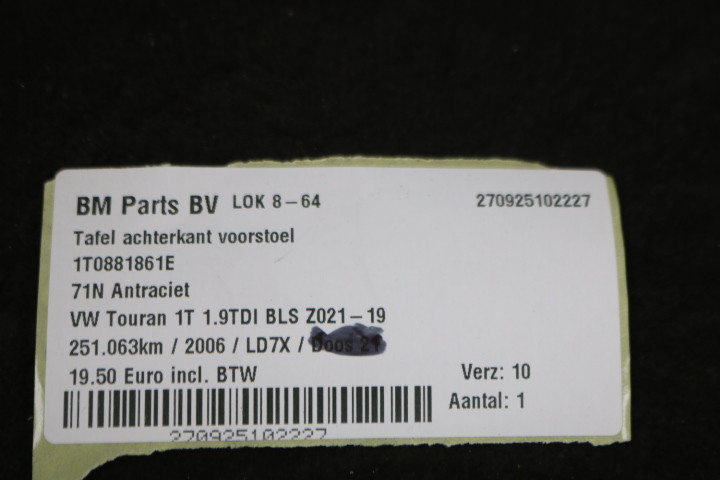 BM Parts BV LOK 8-64 270925102227
Tafel achterkant voorstoel
1T0881861E
71N Antraciet
VW Touran 1T 1.9TDI BLS Z021-19
251.063km / 2006 / LD7X / Doos
19.50 Euro incl. BTW Verz: 10
Aantal: 1
270925102227